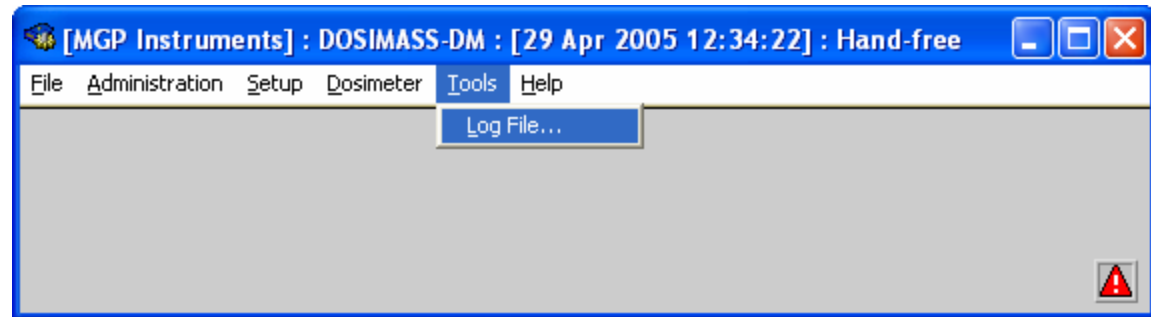 [MGP Instruments] : DOSIMASS-DM : [29 Apr 2005 12:34:22] : Hand-free
File Administration Setup Dosimeter Tools Help
Log File...